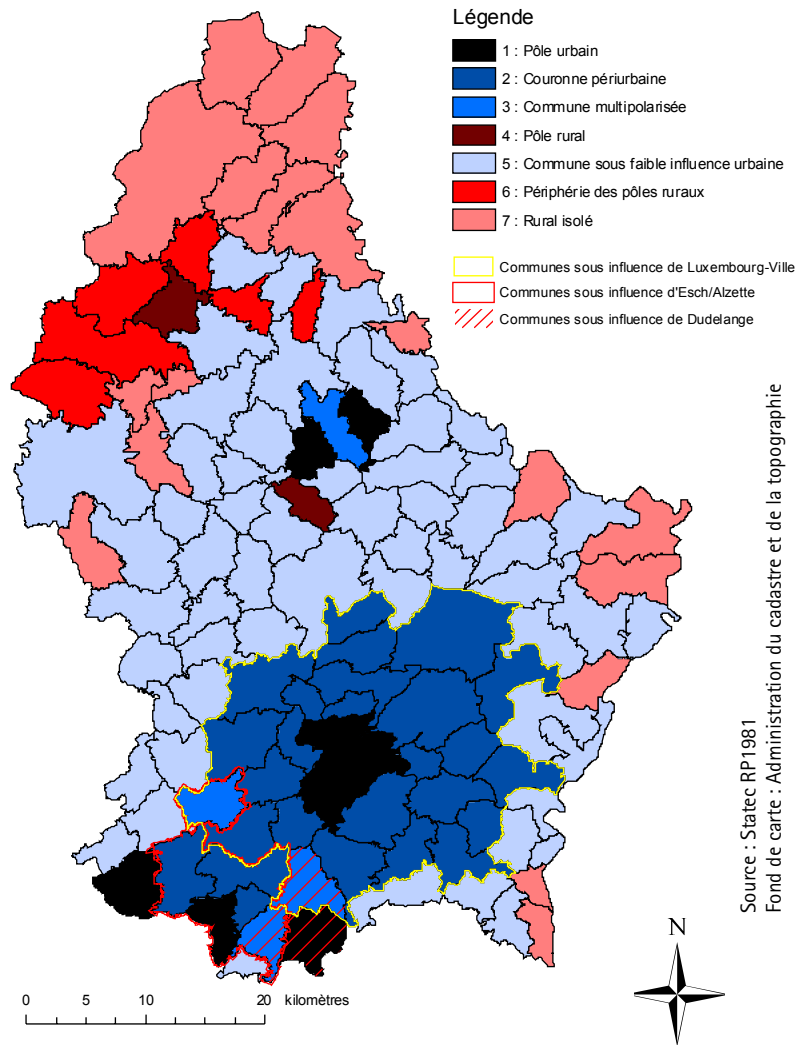 Légende
1 : Pôle urbain
2 : Couronne périurbaine
3 : Commune multipolarisée
4 : Pôle rural
5 : Commune sous faible influence urbaine
6 : Périphérie des pôles ruraux
7 : Rural isolé
Communes sous influence de Luxembourg-Ville
Communes sous influence d'Esch/Alzette
Communes sous influence de Dudelange
Source : Statec RP1981
Fond de carte : Administration du cadastre et de la topographie
N
0 5 10 20 kilomètres